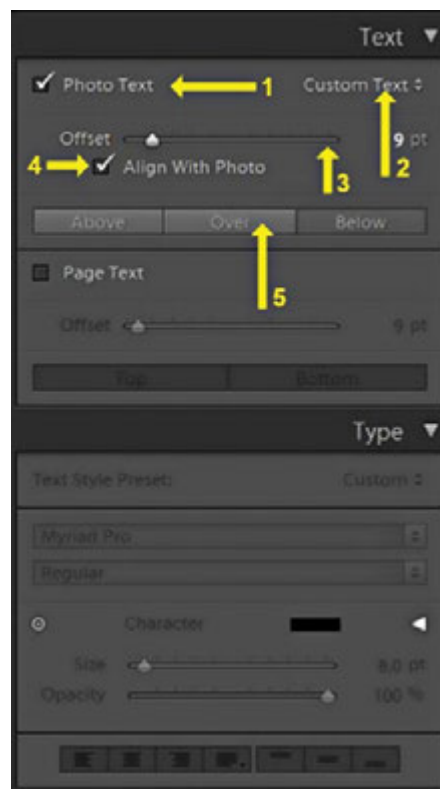 Text
Photo Text 1 Custom Text
Offset 9 pt
4 Align With Photo 3 2
Above Over Below
5
Page Text
Offset 9 pt
Top Bottom
Type
Text Style Preset: Custom
Myriad Pro
Regular
Character
Size 8.0 pt
Opacity 100 %